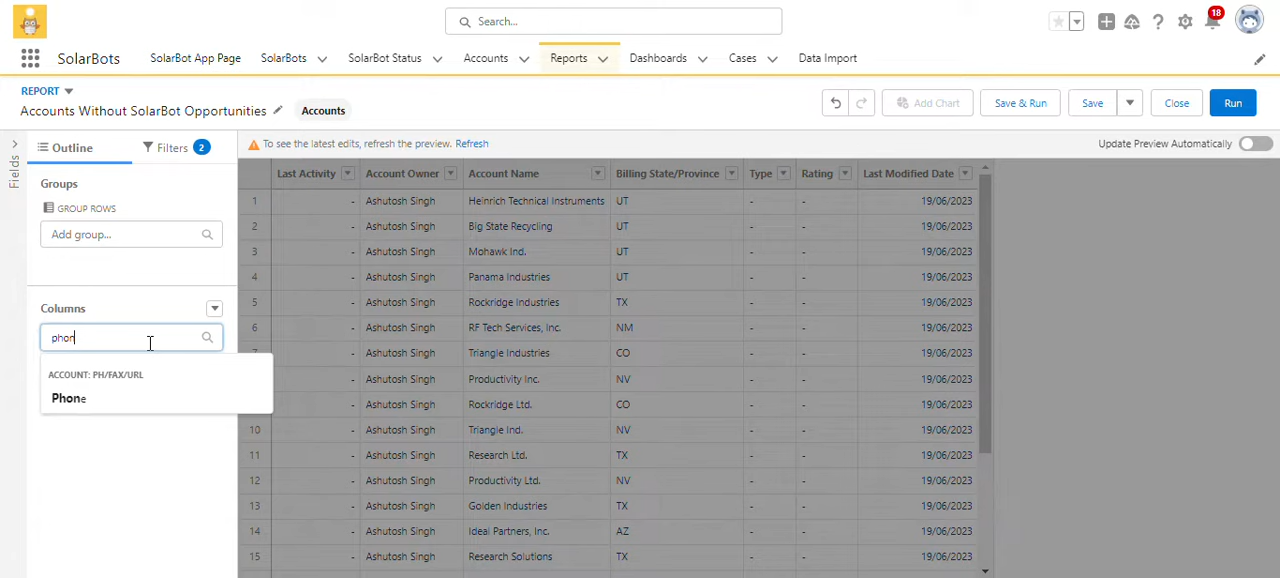 Search...
18
SolarBots
SolarBot App Page
SolarBots
SolarBot Status
Accounts
Reports
Dashboards
Cases
Data Import
REPORT
Accounts Without SolarBot Opportunities
Accounts
Add Chart
Save & Run
Save
Close
Run
Fields
Outline
Filters 2
To see the latest edits, refresh the preview. Refresh
Update Preview Automatically
Groups
GROUP ROWS
Add group...
Columns
phon
ACCOUNT: PH/FAX/URL
Phone
Last Activity Account Owner Account Name Billing State/Province Type Rating Last Modified Date
1 - Ashutosh Singh Heinrich Technical Instruments UT - - 19/06/2023
2 - Ashutosh Singh Big State Recycling UT - - 19/06/2023
3 - Ashutosh Singh Mohawk Ind. UT - - 19/06/2023
4 - Ashutosh Singh Panama Industries UT - - 19/06/2023
5 - Ashutosh Singh Rockridge Industries TX - - 19/06/2023
6 - Ashutosh Singh RF Tech Services, Inc. NM - - 19/06/2023
- Ashutosh Singh Triangle Industries CO - - 19/06/2023
- Ashutosh Singh Productivity Inc. NV - - 19/06/2023
- Ashutosh Singh Rockridge Ltd. CO - - 19/06/2023
10 - Ashutosh Singh Triangle Ind. NV - - 19/06/2023
11 - Ashutosh Singh Research Ltd. TX - - 19/06/2023
12 - Ashutosh Singh Productivity Ltd. NV - - 19/06/2023
13 - Ashutosh Singh Golden Industries TX - - 19/06/2023
14 - Ashutosh Singh Ideal Partners, Inc. AZ - - 19/06/2023
15 - Ashutosh Singh Research Solutions TX - - 19/06/2023